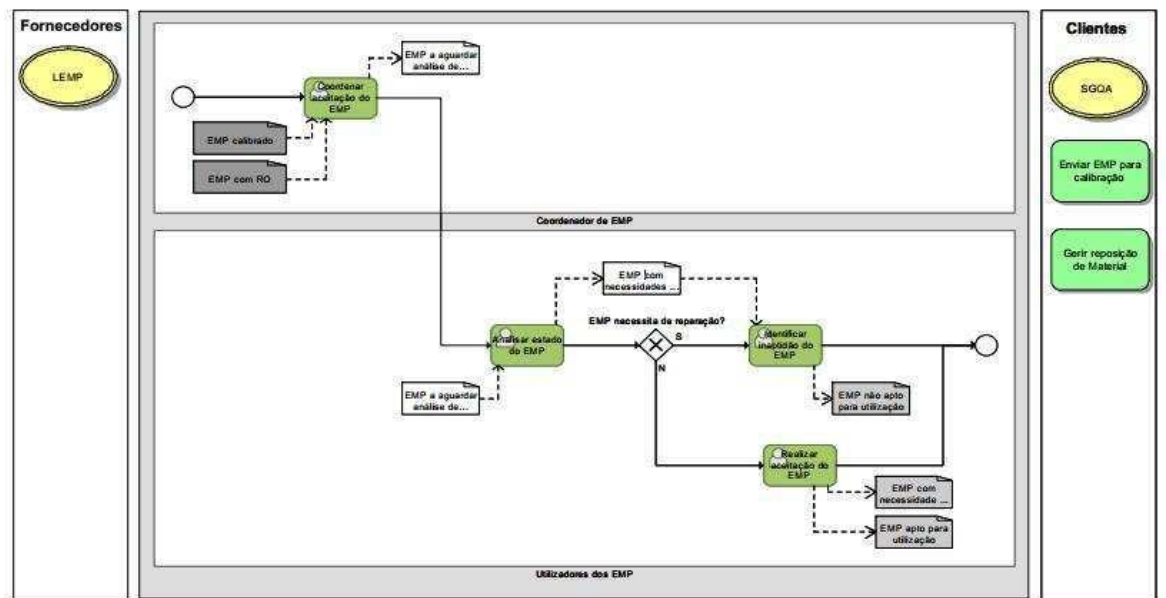 Fornecedores
LEMP
EMP a aguardar
análise de...
Coordenar
aceitação do
EMP
EMP calibrado
EMP com RO
Coordenador de EMP
EMP com
necessidades ...
EMP necessita de reparação?
Analisar estado
do EMP
S
N
Identificar
inaptidão do
EMP
EMP a aguardar
análise de...
EMP não apto
para utilização
Realizar
aceitação do
EMP
EMP com
necessidade ...
EMP apto para
utilização
Utilizadores dos EMP
Clientes
SGQA
Enviar EMP para
calibração
Gerir reposição
de Material